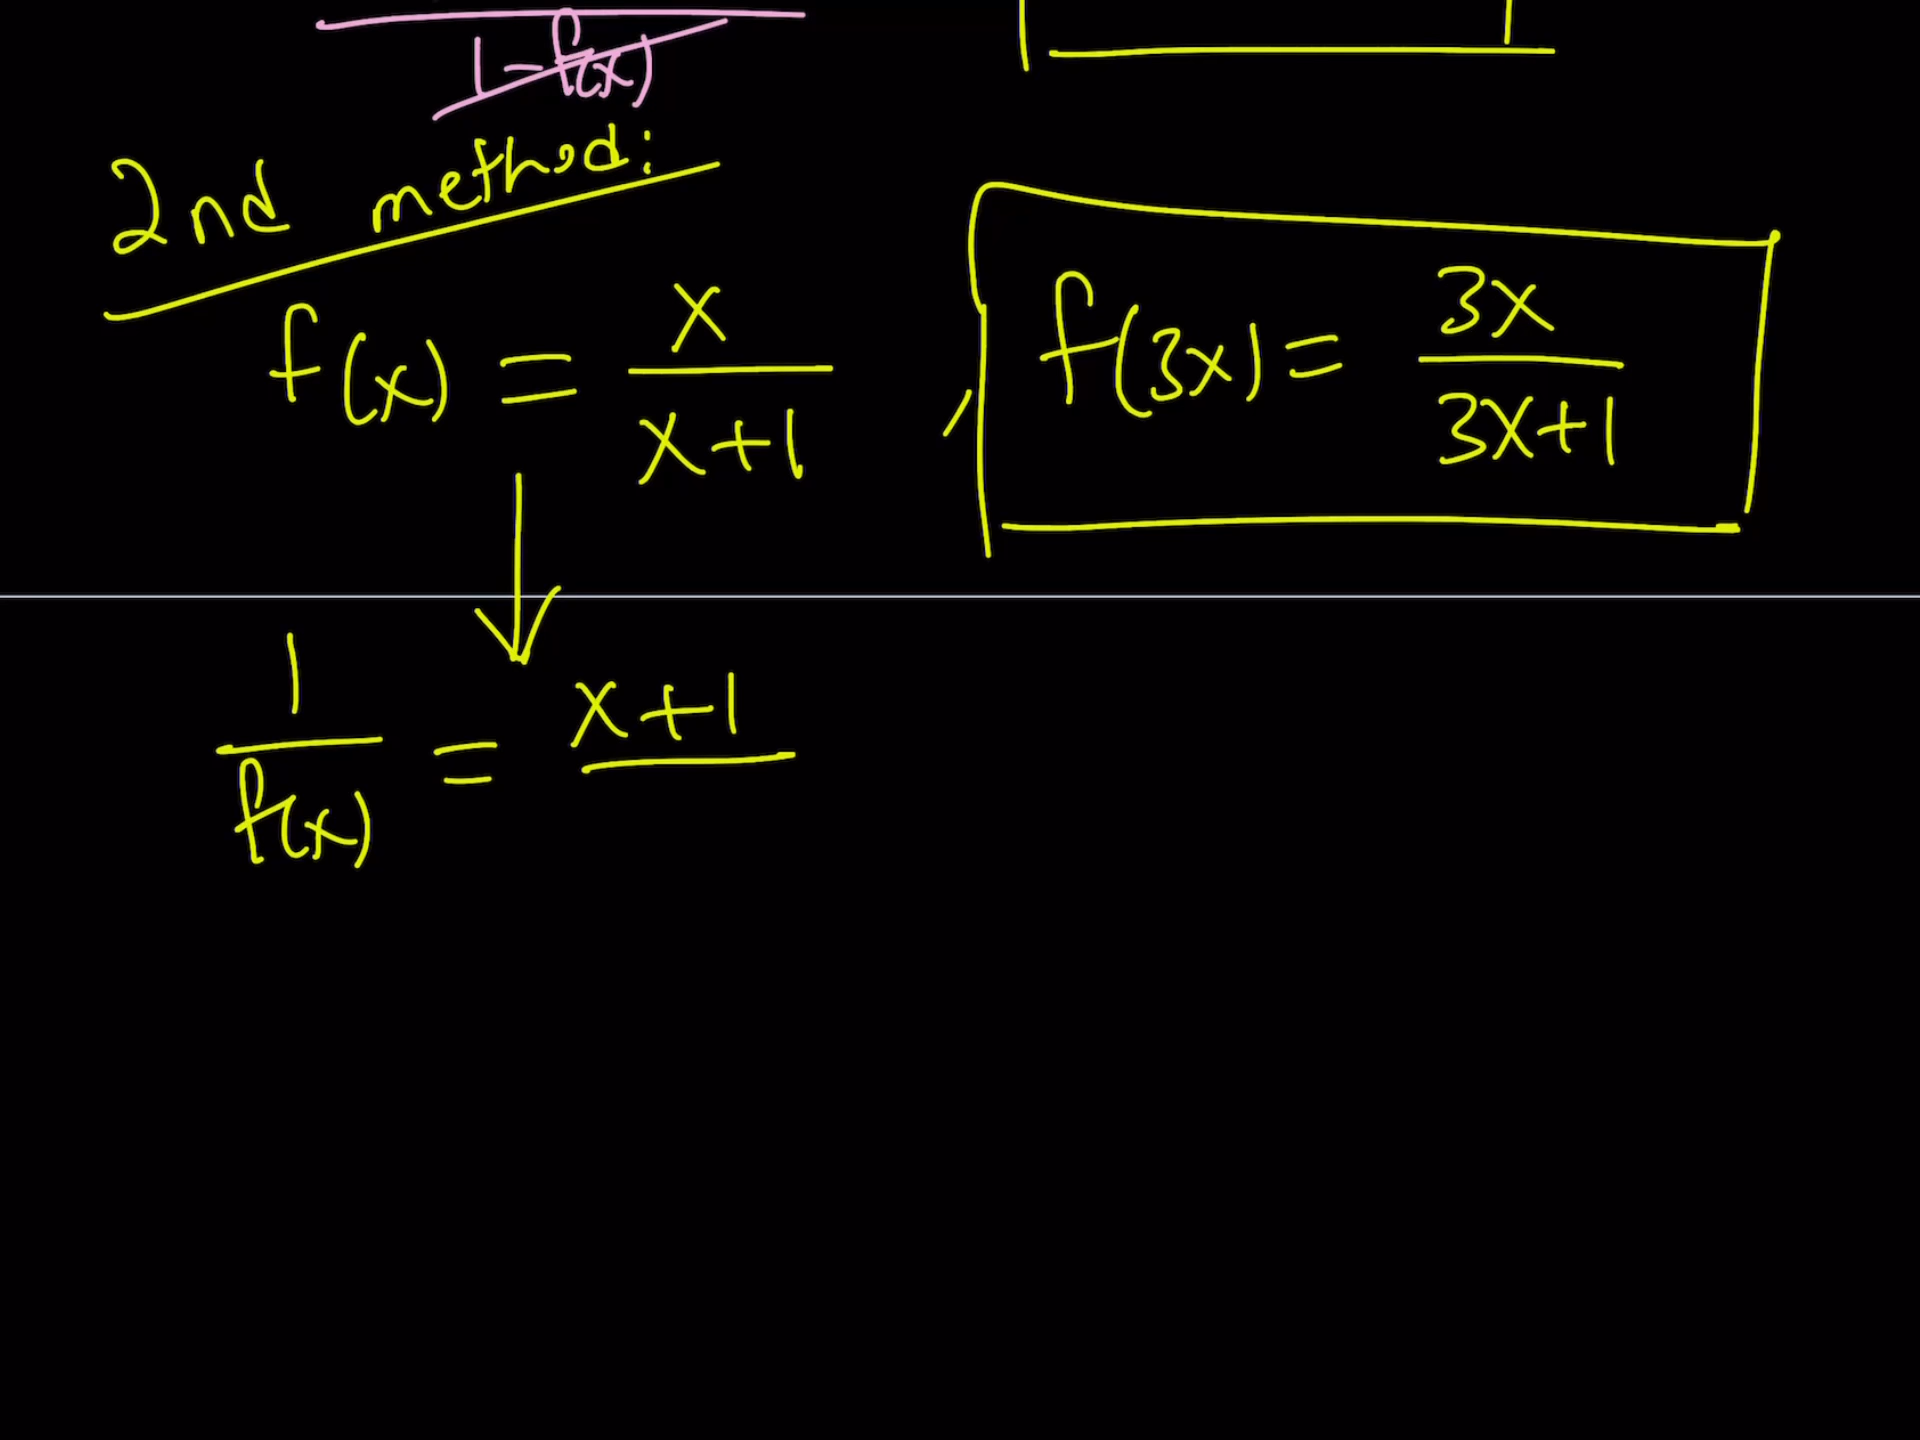 1-f(x)
2nd method:
f(x) = x/(x+1) , f(3x) = 3x/(3x+1)
1/f(x) = x+1